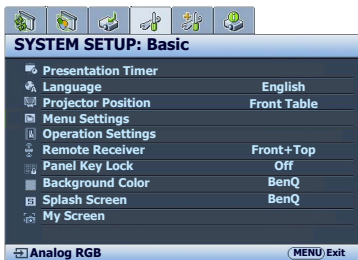 SYSTEM SETUP: Basic
Presentation Timer
Language English
Projector Position Front Table
Menu Settings
Operation Settings
Remote Receiver Front+Top
Panel Key Lock Off
Background Color BenQ
Splash Screen BenQ
My Screen
Analog RGB MENU Exit